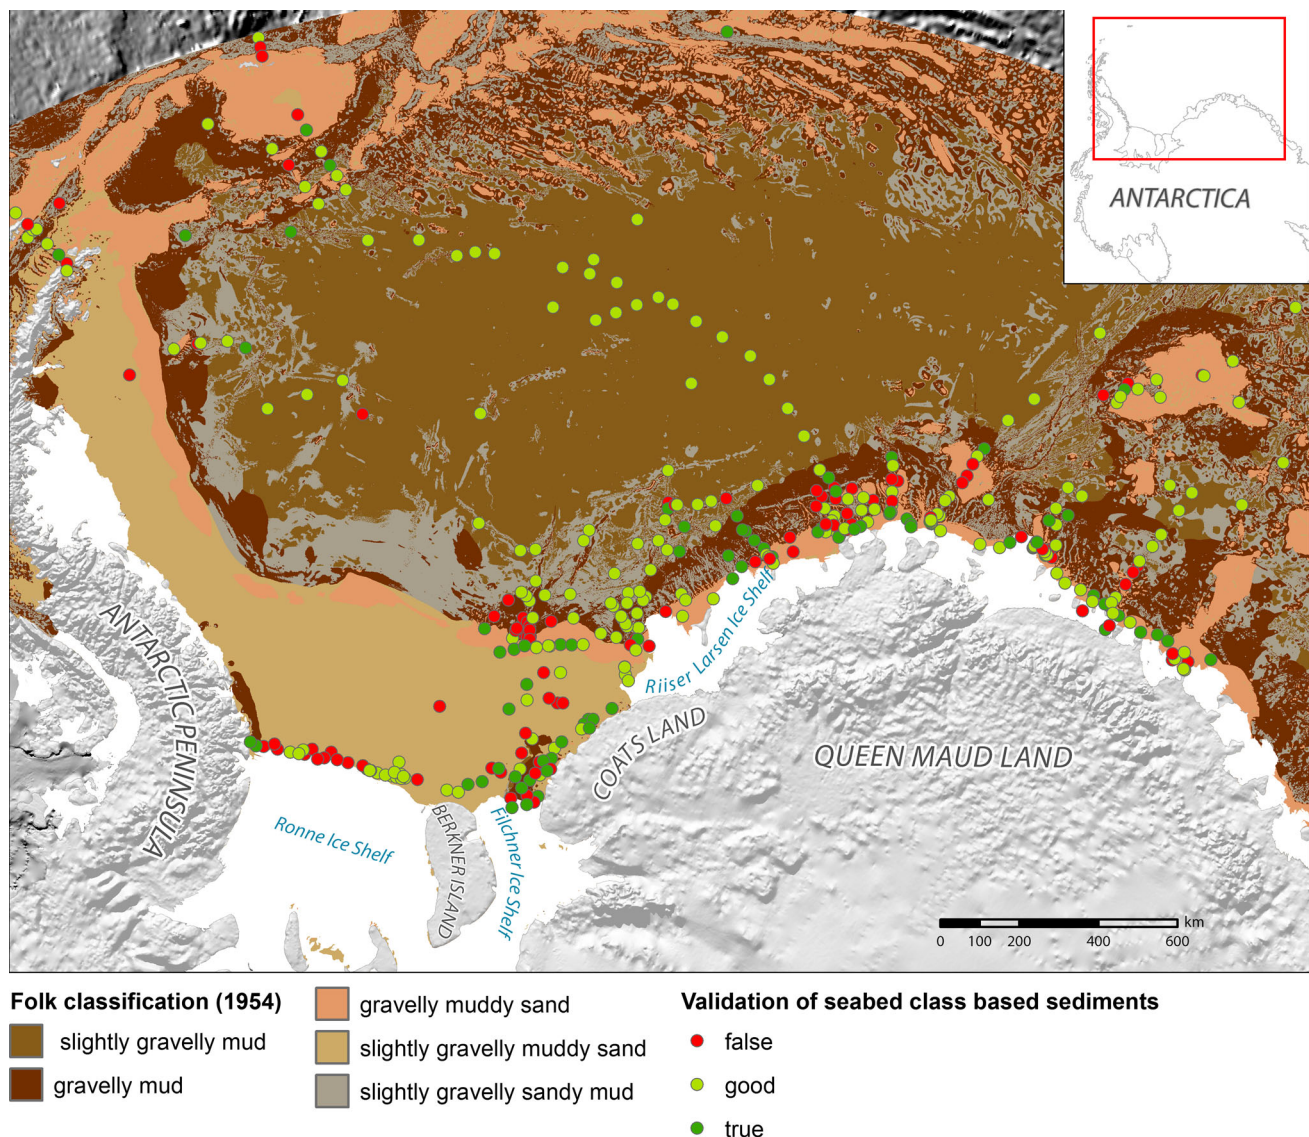 ANTARCTICA
ANTARCTIC PENINSULA
Ronne Ice Shelf
BERKNER ISLAND
Filchner Ice Shelf
COATS LAND
Riiser Larsen Ice Shelf
QUEEN MAUD LAND
km
0 100 200 400 600
Folk classification (1954)
slightly gravelly mud
gravelly mud
gravelly muddy sand
slightly gravelly muddy sand
slightly gravelly sandy mud
Validation of seabed class based sediments
false
good
true